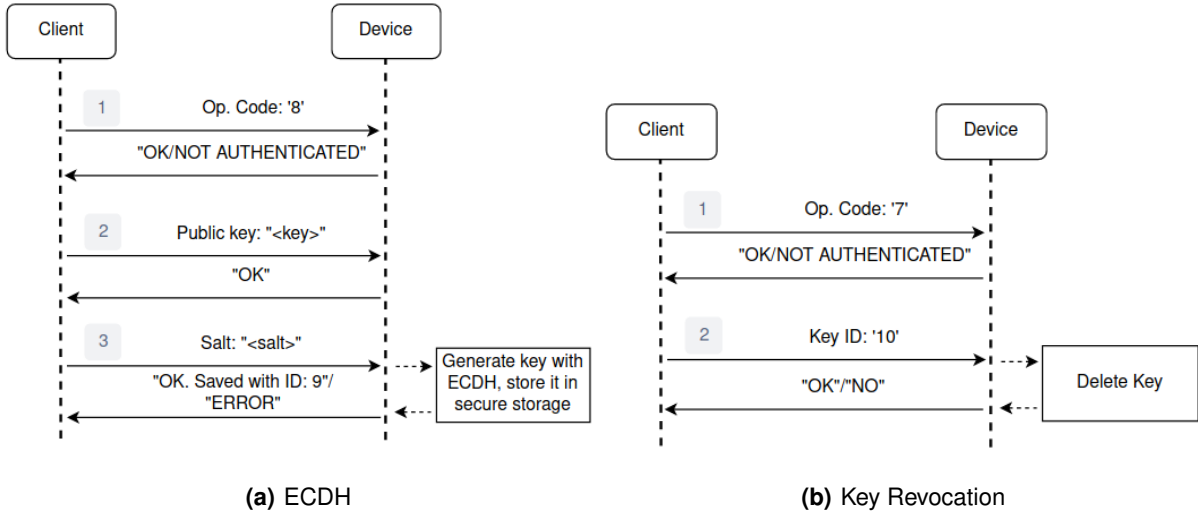 Client
Device
1
Op. Code: '8'
"OK/NOT AUTHENTICATED"
2
Public key: "<key>"
"OK"
3
Salt: "<salt>"
"OK. Saved with ID: 9"/
"ERROR"
Generate key with
ECDH, store it in
secure storage
(a) ECDH
Client
Device
1
Op. Code: '7'
"OK/NOT AUTHENTICATED"
2
Key ID: '10'
"OK"/"NO"
Delete Key
(b) Key Revocation